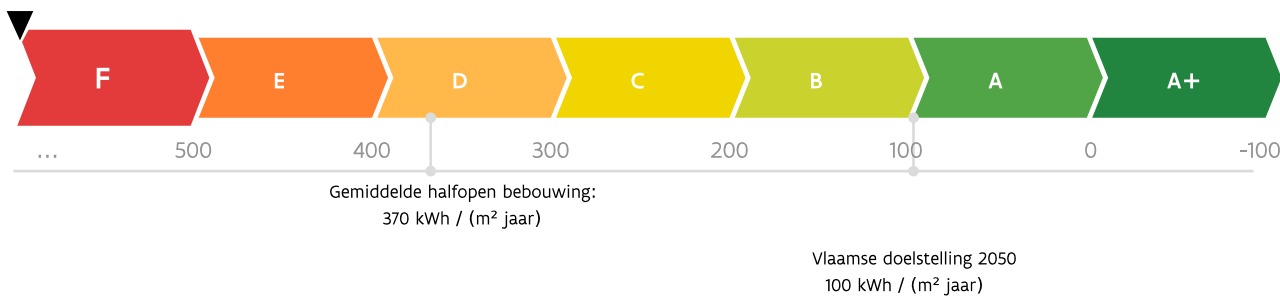 F E D C B A A+
... 500 400 300 200 100 0 -100
Gemiddelde halfopen bebouwing:
370 kWh / (m² jaar)
Vlaamse doelstelling 2050
100 kWh / (m² jaar)